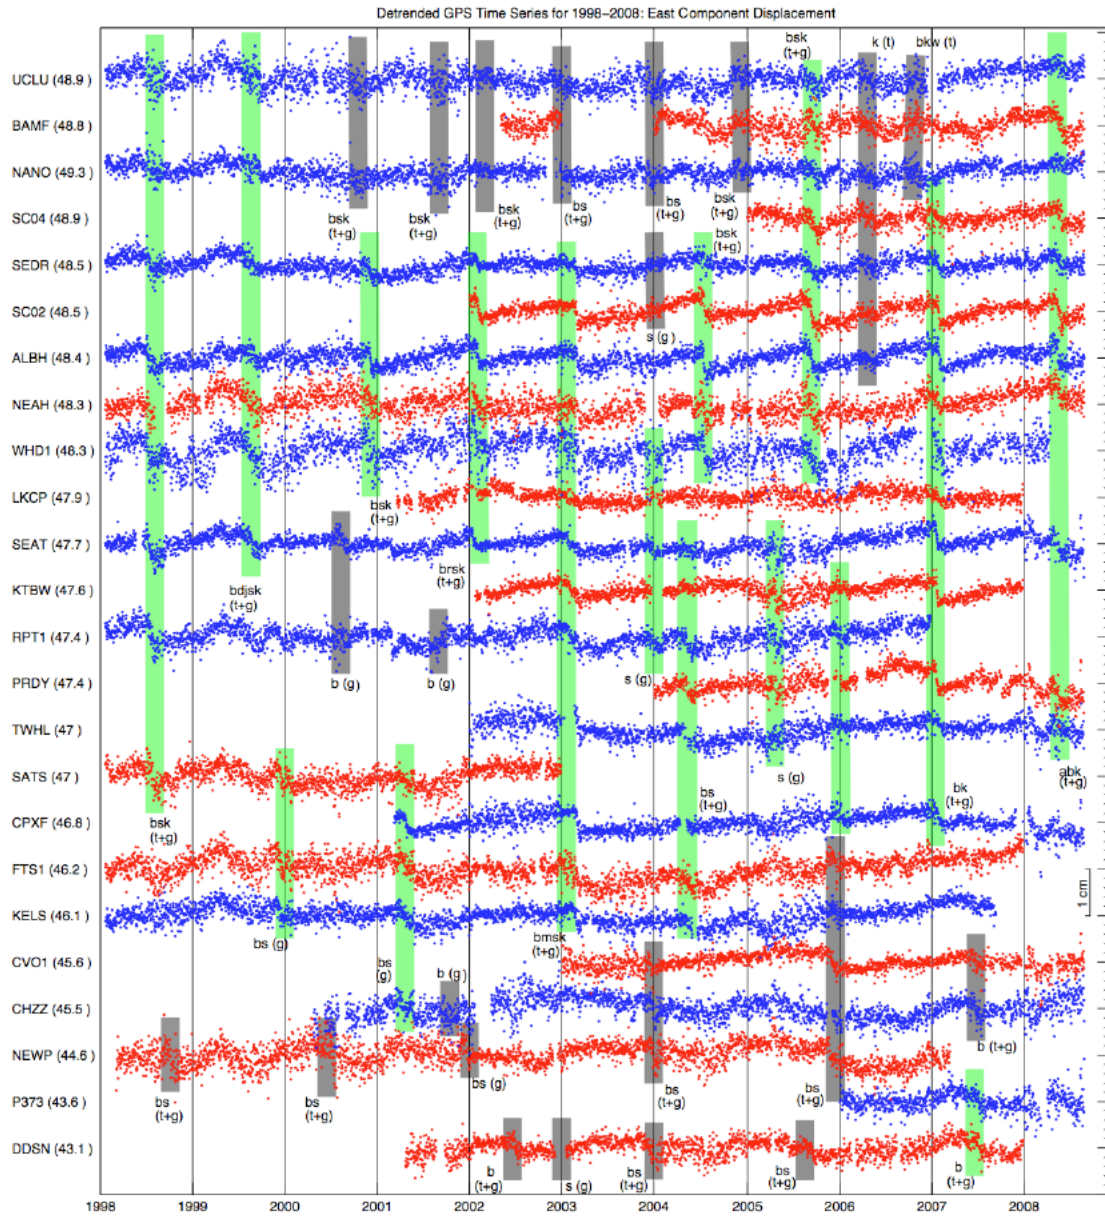 Detrended GPS Time Series for 1998−2008: East Component Displacement
bsk
(t+g)
k (t)
bkw (t)
UCLU (48.9 )
BAMF (48.8 )
NANO (49.3 )
bsk
(t+g)
bsk
(t+g)
bsk
(t+g)
bs
(t+g)
bs
(t+g)
bsk
(t+g)
SC04 (48.9 )
bsk
(t+g)
SEDR (48.5 )
SC02 (48.5 )
s (g)
ALBH (48.4 )
NEAH (48.3 )
WHD1 (48.3 )
LKCP (47.9 )
bsk
(t+g)
SEAT (47.7 )
brsk
(t+g)
KTBW (47.6 )
bdjsk
(t+g)
RPT1 (47.4 )
b (g)
b (g)
s (g)
PRDY (47.4 )
TWHL (47 )
SATS (47 )
s (g)
abk
(t+g)
bs
(t+g)
bk
(t+g)
CPXF (46.8 )
bsk
(t+g)
FTS1 (46.2 )
1 cm
KELS (46.1 )
bs (g)
bmsk
(t+g)
CVO1 (45.6 )
bs
(g)
b (g)
CHZZ (45.5 )
b (t+g)
NEWP (44.6 )
bs (g)
bs
(t+g)
bs
(t+g)
bs
(t+g)
bs
(t+g)
P373 (43.6 )
DDSN (43.1 )
b
(t+g)
s (g)
bs
(t+g)
bs
(t+g)
b
(t+g)
1998 1999 2000 2001 2002 2003 2004 2005 2006 2007 2008